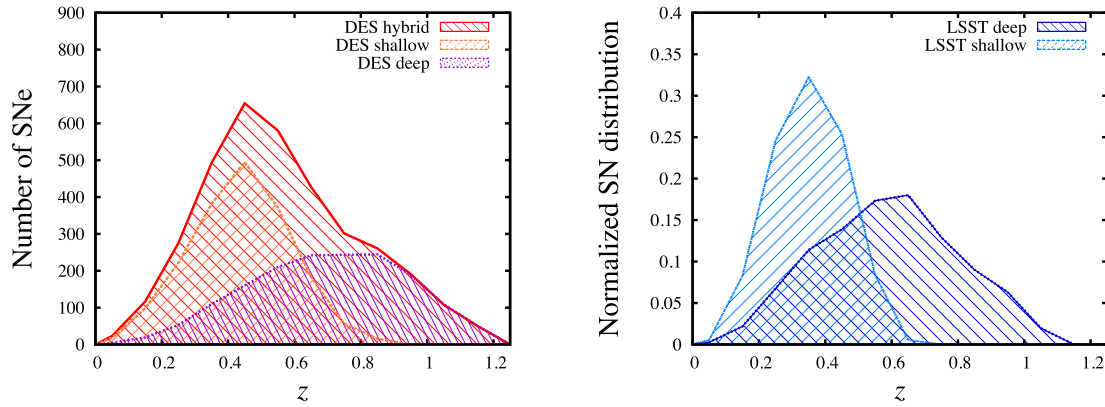 Number of SNe
900
800
700
600
500
400
300
200
100
0
0 0.2 0.4 0.6 0.8 1 1.2
z
DES hybrid
DES shallow
DES deep
Normalized SN distribution
0.4
0.35
0.3
0.25
0.2
0.15
0.1
0.05
0
0 0.2 0.4 0.6 0.8 1 1.2
z
LSST deep
LSST shallow